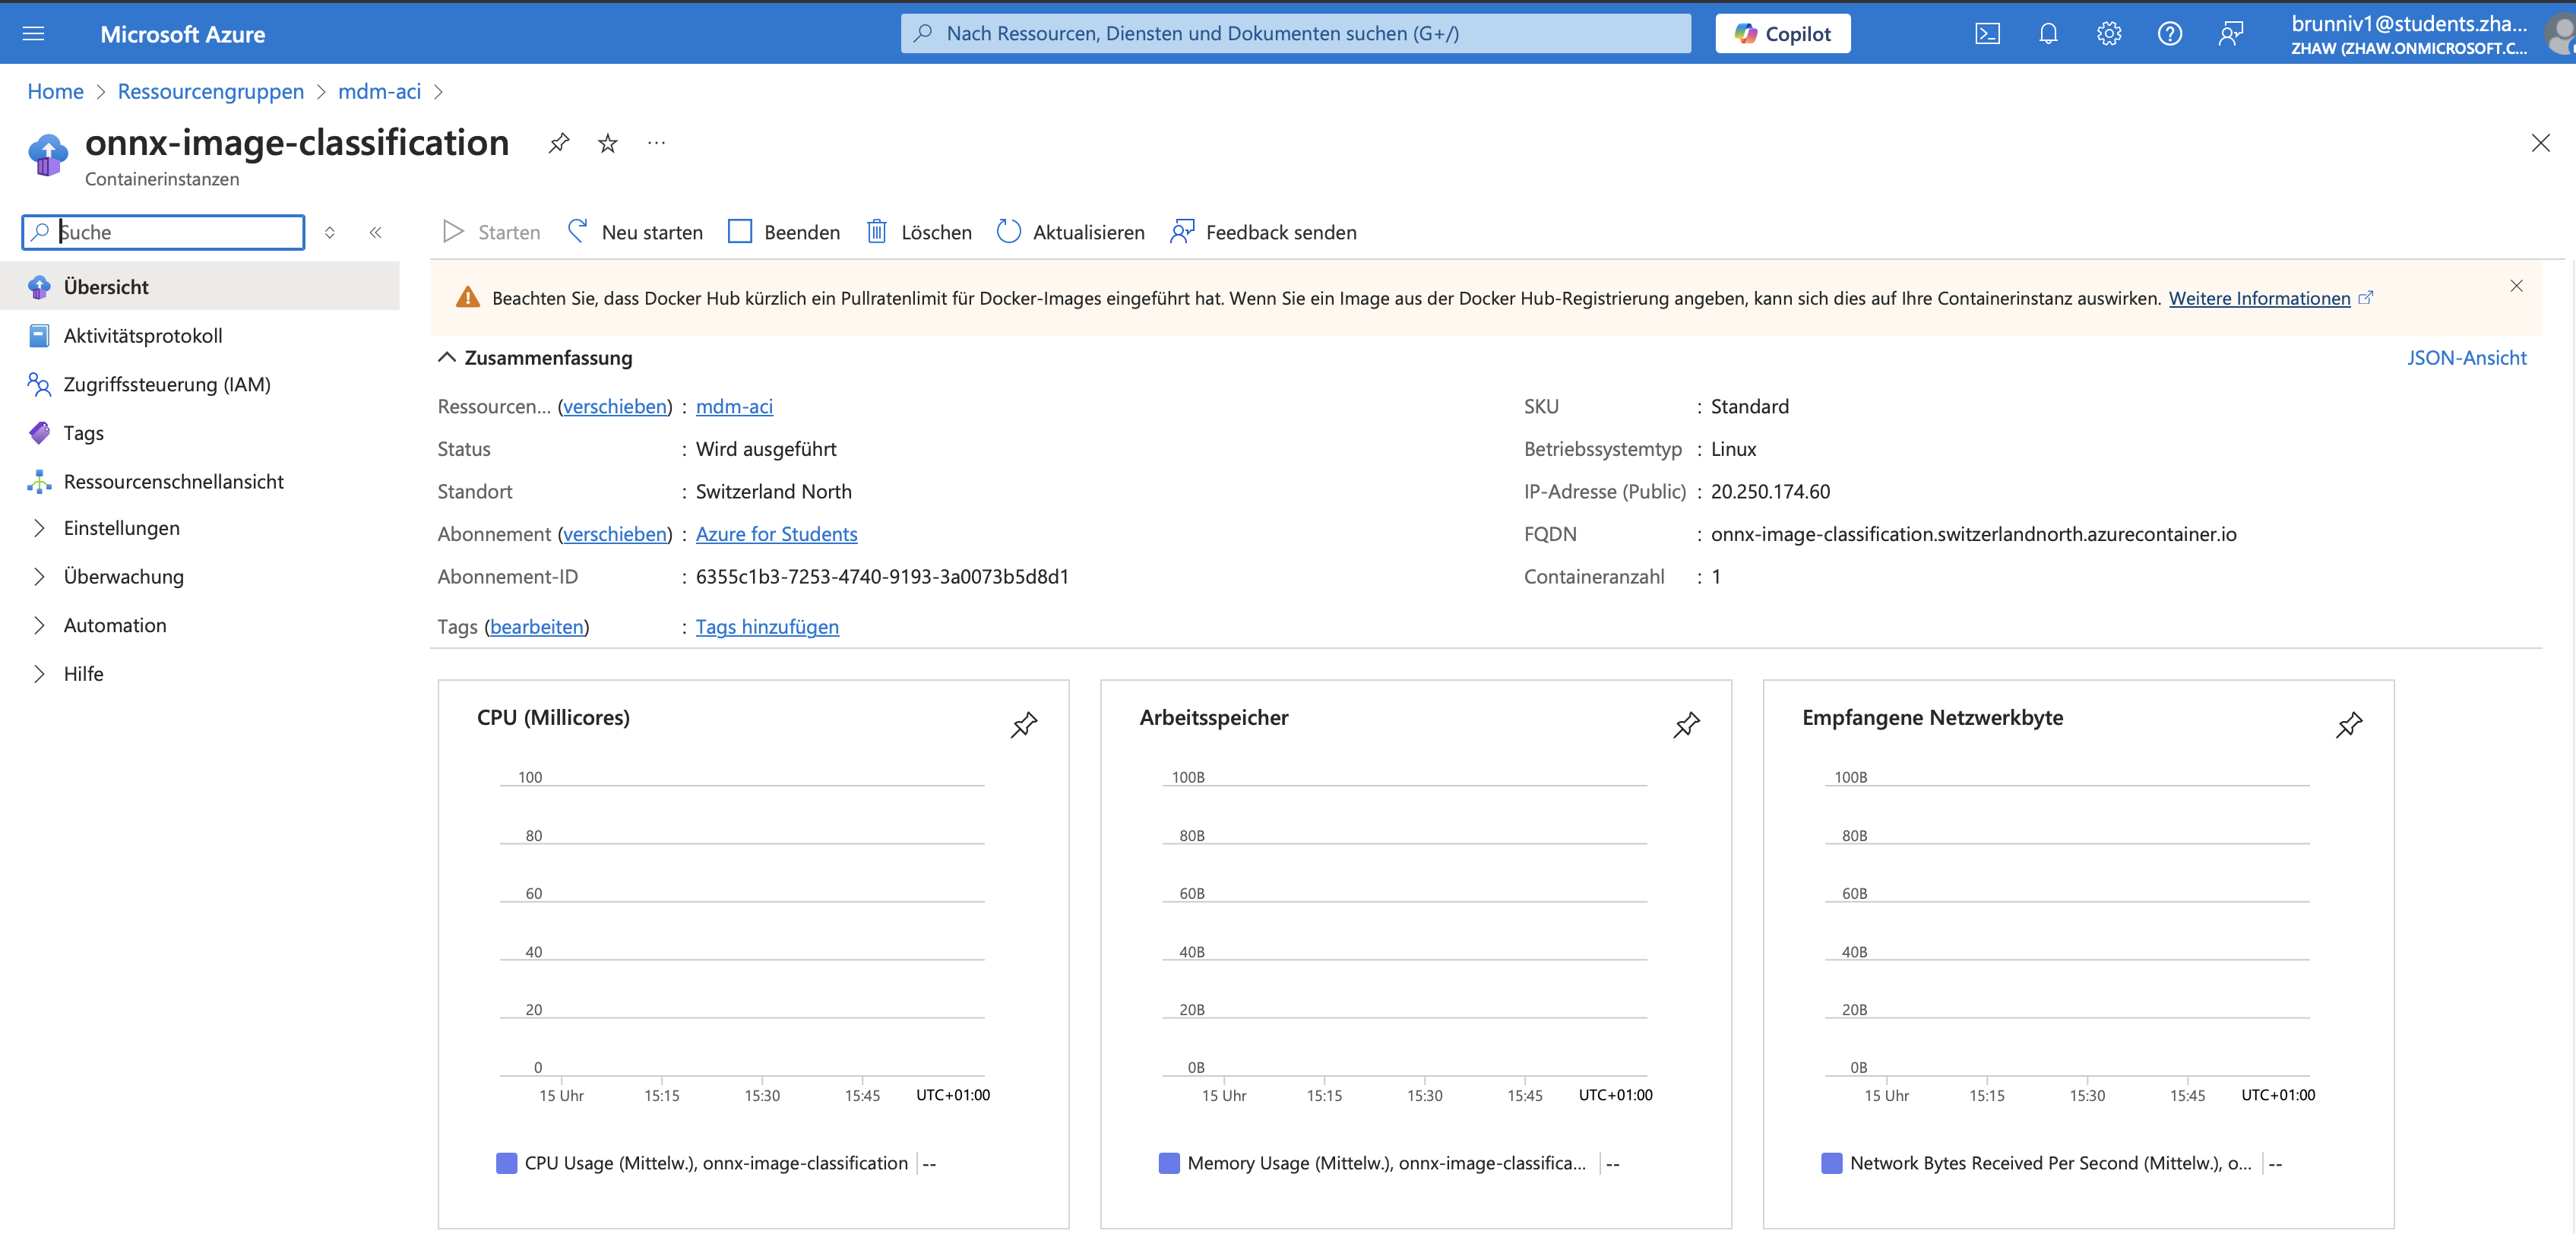 Microsoft Azure
Nach Ressourcen, Diensten und Dokumenten suchen (G+/)
Copilot
brunniv1@students.zha...
ZHAW (ZHAW.ONMICROSOFT.C...
Home > Ressourcengruppen > mdm-aci >
onnx-image-classification
Containerinstanzen
Suche
Starten
Neu starten
Beenden
Löschen
Aktualisieren
Feedback senden
Übersicht
Aktivitätsprotokoll
Zugriffssteuerung (IAM)
Tags
Ressourcenschnellansicht
Einstellungen
Überwachung
Automation
Hilfe
Beachten Sie, dass Docker Hub kürzlich ein Pullratenlimit für Docker-Images eingeführt hat. Wenn Sie ein Image aus der Docker Hub-Registrierung angeben, kann sich dies auf Ihre Containerinstanz auswirken. Weitere Informationen
Zusammenfassung
JSON-Ansicht
Ressourcen... (verschieben) : mdm-aci
Status : Wird ausgeführt
Standort : Switzerland North
Abonnement (verschieben) : Azure for Students
Abonnement-ID : 6355c1b3-7253-4740-9193-3a0073b5d8d1
Tags (bearbeiten) : Tags hinzufügen
SKU : Standard
Betriebssystemtyp : Linux
IP-Adresse (Public) : 20.250.174.60
FQDN : onnx-image-classification.switzerlandnorth.azurecontainer.io
Containeranzahl : 1
CPU (Millicores)
100
80
60
40
20
0
15 Uhr 15:15 15:30 15:45 UTC+01:00
CPU Usage (Mittelw.), onnx-image-classification --
Arbeitsspeicher
100B
80B
60B
40B
20B
0B
15 Uhr 15:15 15:30 15:45 UTC+01:00
Memory Usage (Mittelw.), onnx-image-classifica... --
Empfangene Netzwerkbyte
100B
80B
60B
40B
20B
0B
15 Uhr 15:15 15:30 15:45 UTC+01:00
Network Bytes Received Per Second (Mittelw.), o... --